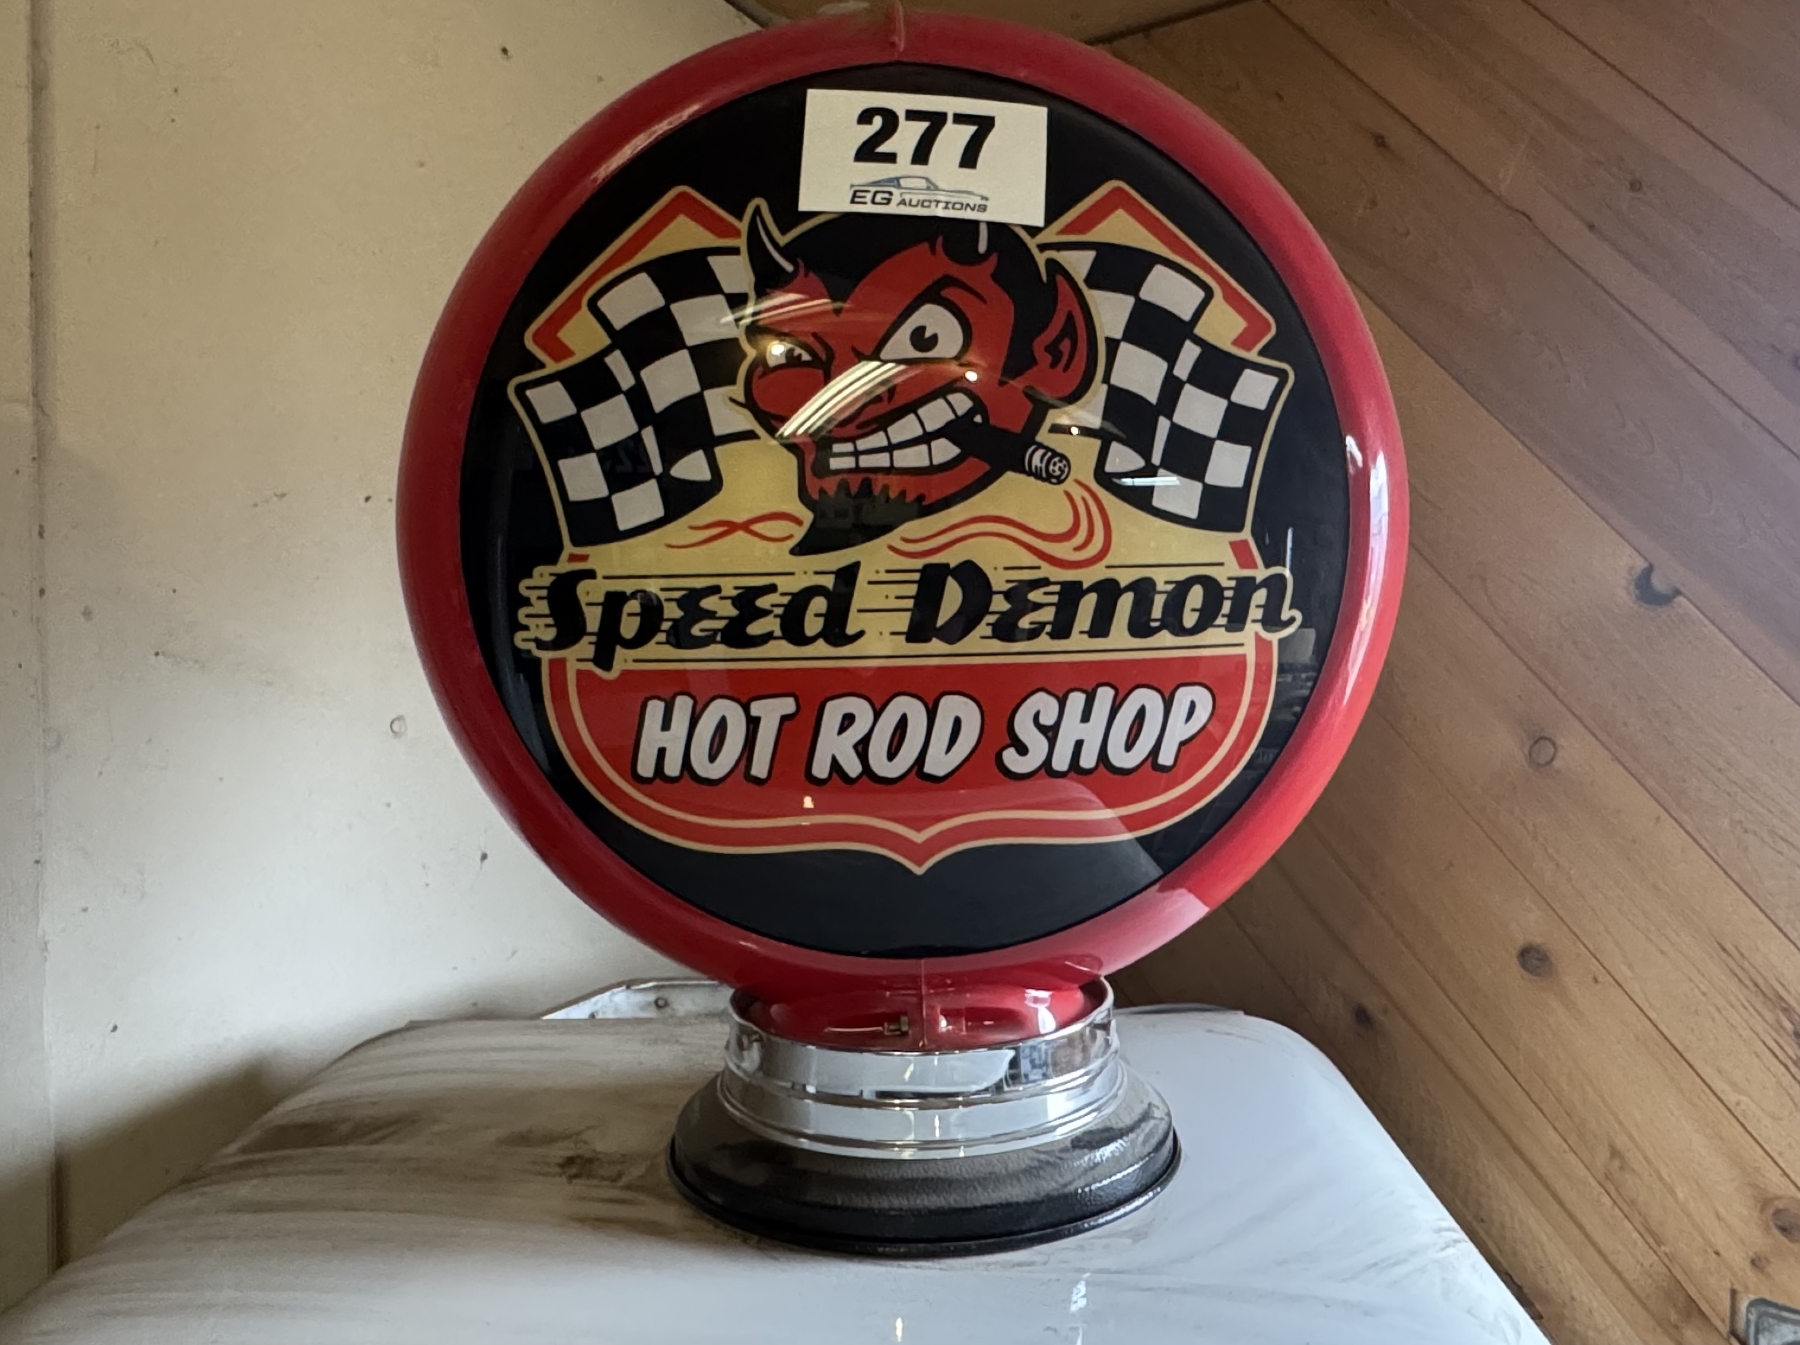 277
EG AUCTIONS
Speed Demon
HOT ROD SHOP